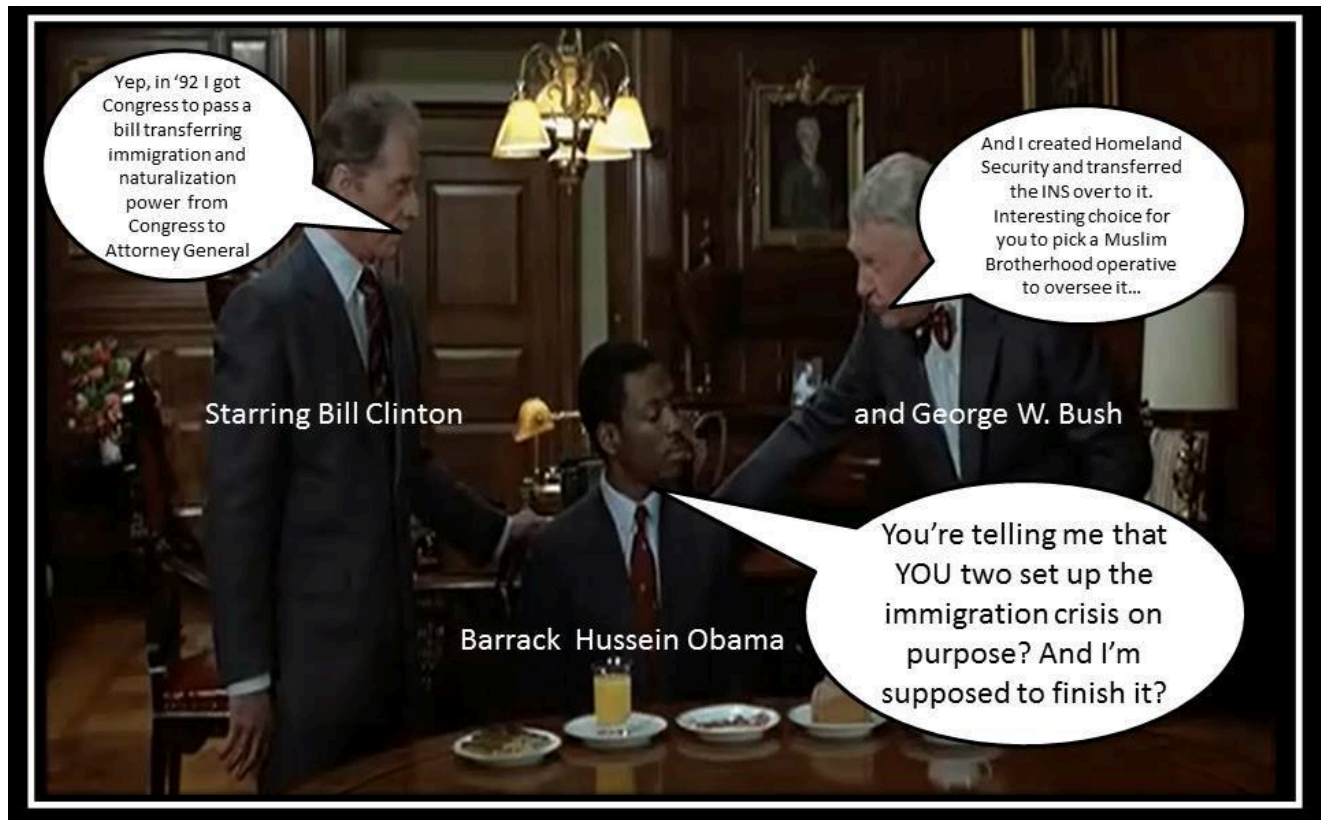 Yep, in ‘92 I got
Congress to pass a
bill transferring
immigration and
naturalization
power from
Congress to
Attorney General
And I created Homeland
Security and transferred
the INS over to it.
Interesting choice for
you to pick a Muslim
Brotherhood operative
to oversee it…
Starring Bill Clinton
and George W. Bush
You’re telling me that
YOU two set up the
immigration crisis on
purpose? And I’m
supposed to finish it?
Barrack Hussein Obama